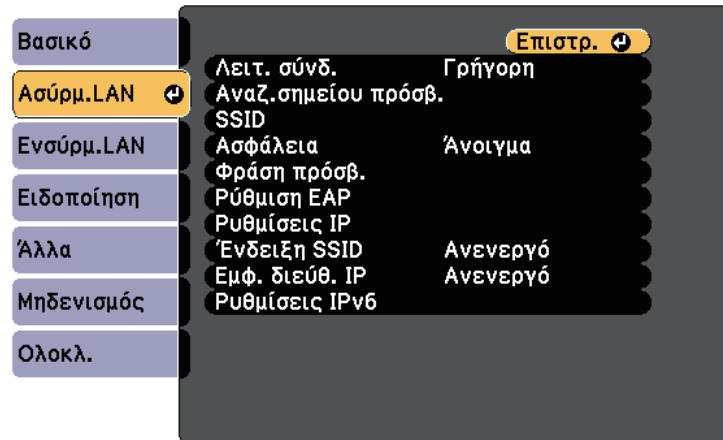 Βασικό
Ασύρμ.LAN
Ενσύρμ.LAN
Ειδοποίηση
Άλλα
Μηδενισμός
Ολοκλ.
Επιστρ.
Λειτ. σύνδ. Γρήγορη
Αναζ.σημείου πρόσβ.
SSID
Ασφάλεια Άνοιγμα
Φράση πρόσβ.
Ρύθμιση EAP
Ρυθμίσεις IP
Ένδειξη SSID Ανενεργό
Εμφ. διεύθ. IP Ανενεργό
Ρυθμίσεις IPv6